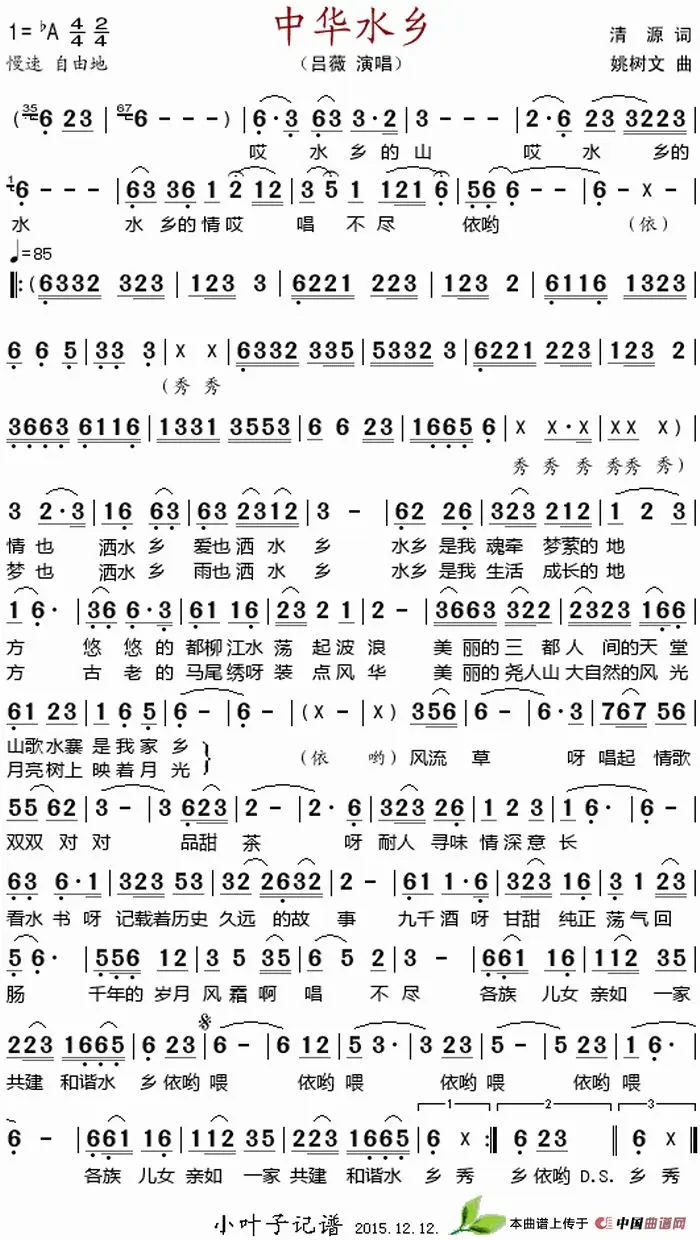 中华水乡
1=♭A 4/4 2/4
清 源 词
慢速 自由地
（吕薇 演唱）
姚树文 曲
(35 6 23 | 67 6 - - - ) | 6·3 63 3·2 | 3 - - - | 2·6 23 3223 |
哎 水 乡 的 山 哎 水 乡的
1 6 - - - | 63 36 1 2 12 | 3 5 1 121 6 | 56 6 - - | 6 - X - |
水 水 乡的情哎 唱 不 尽 依哟 (依)
♩=85
‖:(6332 323 | 123 3 | 6221 223 | 123 2 | 6116 1323 |
6 6 5 | 33 3 | X X | 6332 335 | 5332 3 | 6221 223 | 123 2 |
(秀 秀
3663 6116 | 1331 3553 | 6 6 23 | 1665 6 | X X·X | XX X) |
秀 秀 秀 秀秀 秀)
3 2·3 | 16 63 | 63 2312 | 3 - | 62 26 | 323 212 | 1 2 3 |
情 也 洒水 乡 爱也 洒 水 乡 水乡 是我 魂牵 梦萦的 地
梦 也 洒水 乡 雨也 洒 水 乡 水乡 是我 生活 成长的 地
1 6· | 36 6·3 | 61 16 | 23 2 1 | 2 - | 3663 322 | 2323 166 |
方 悠 悠 的 都柳 江水 荡 起 波 浪 美 丽的 三 都 人 间的天 堂
方 古 老 的 马尾 绣呀 装 点 风 华 美 丽的 尧人山 大自然的 风 光
61 23 | 1 6 5 | 6 - | 6 - | (X - | X) 356 | 6 - | 6·3 | 767 56 |
山歌水寨 是 我 家 乡
月亮树上 映 着 月 光
(依 哟) 风流 草 呀 唱起 情歌
55 62 | 3 - | 3 623 | 2 - | 2·6 | 323 26 | 1 2 3 | 1 6· | 6 - |
双双 对 对 品甜 茶 呀 耐人 寻味 情 深 意 长
63 6·1 | 323 53 | 32 2632 | 2 - | 61 1·6 | 323 16 | 3 1 23 |
看水 书 呀 记载着历史 久远 的故 事 九千 酒 呀 甘甜 纯正 荡 气 回
5 6· | 556 12 | 3 5 35 | 6 5 2 | 3 - | 661 16 | 112 35 |
肠 千年的 岁月 风 霜 啊 唱 不 尽 各族 儿女 亲如 一家
223 1665 | 6 23 | 6 - | 6 12 | 5 3· | 3 23 | 5 - | 5 23 | 1 6· |
共建 和谐水 乡 依哟 喂 依哟 喂 依哟 喂 依哟 喂
6 - | 661 16 | 112 35 | 223 1665 | 6 X :‖ 6 23 ‖ 6 X ‖
1 2 3
各族 儿女 亲如 一家 共建 和谐水 乡 秀 乡 依哟 D.S. 乡 秀
小叶子记谱 2015.12.12. 本曲谱上传于 中国曲谱网